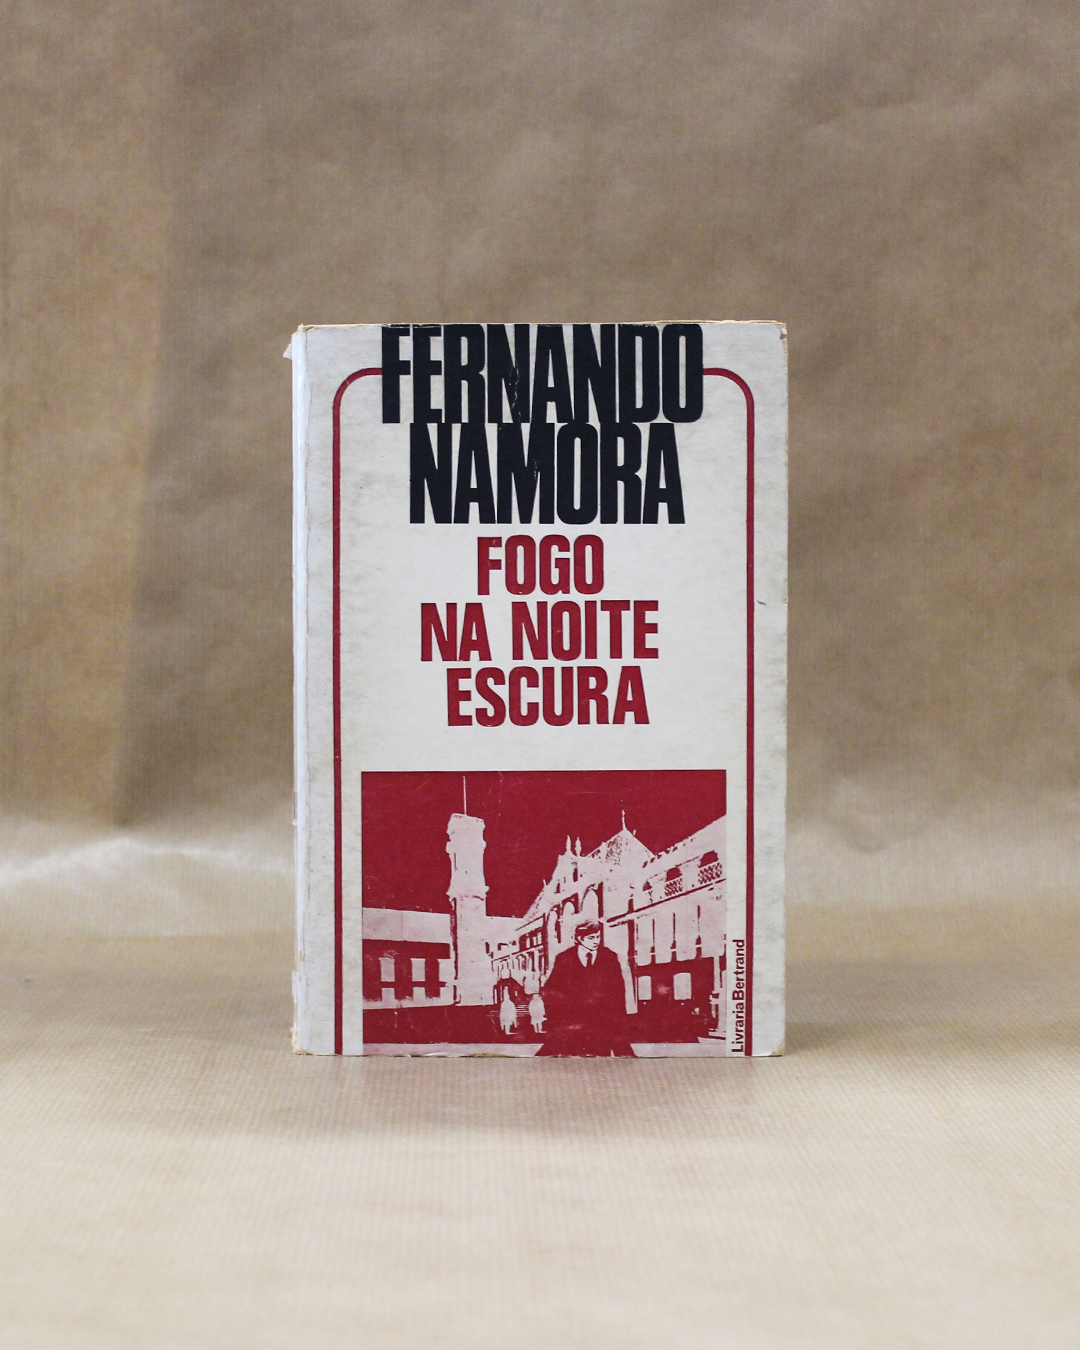 FERNANDO
NAMORA
FOGO
NA NOITE
ESCURA
Livraria Bertrand